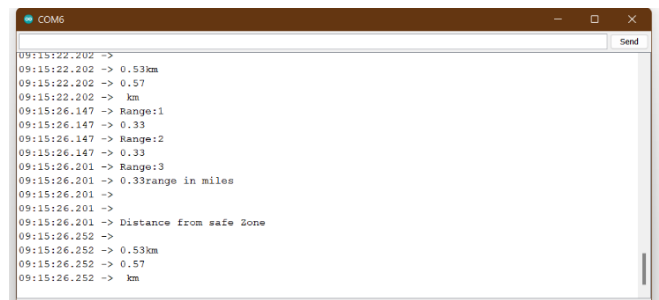 COM6
Send
09:15:22.202 ->
09:15:22.202 -> 0.53km
09:15:22.202 -> 0.57
09:15:22.202 ->  km
09:15:26.147 -> Range:1
09:15:26.147 -> 0.33
09:15:26.147 -> Range:2
09:15:26.147 -> 0.33
09:15:26.201 -> Range:3
09:15:26.201 -> 0.33range in miles
09:15:26.201 ->
09:15:26.201 ->
09:15:26.201 -> Distance from safe Zone
09:15:26.252 ->
09:15:26.252 -> 0.53km
09:15:26.252 -> 0.57
09:15:26.252 ->  km